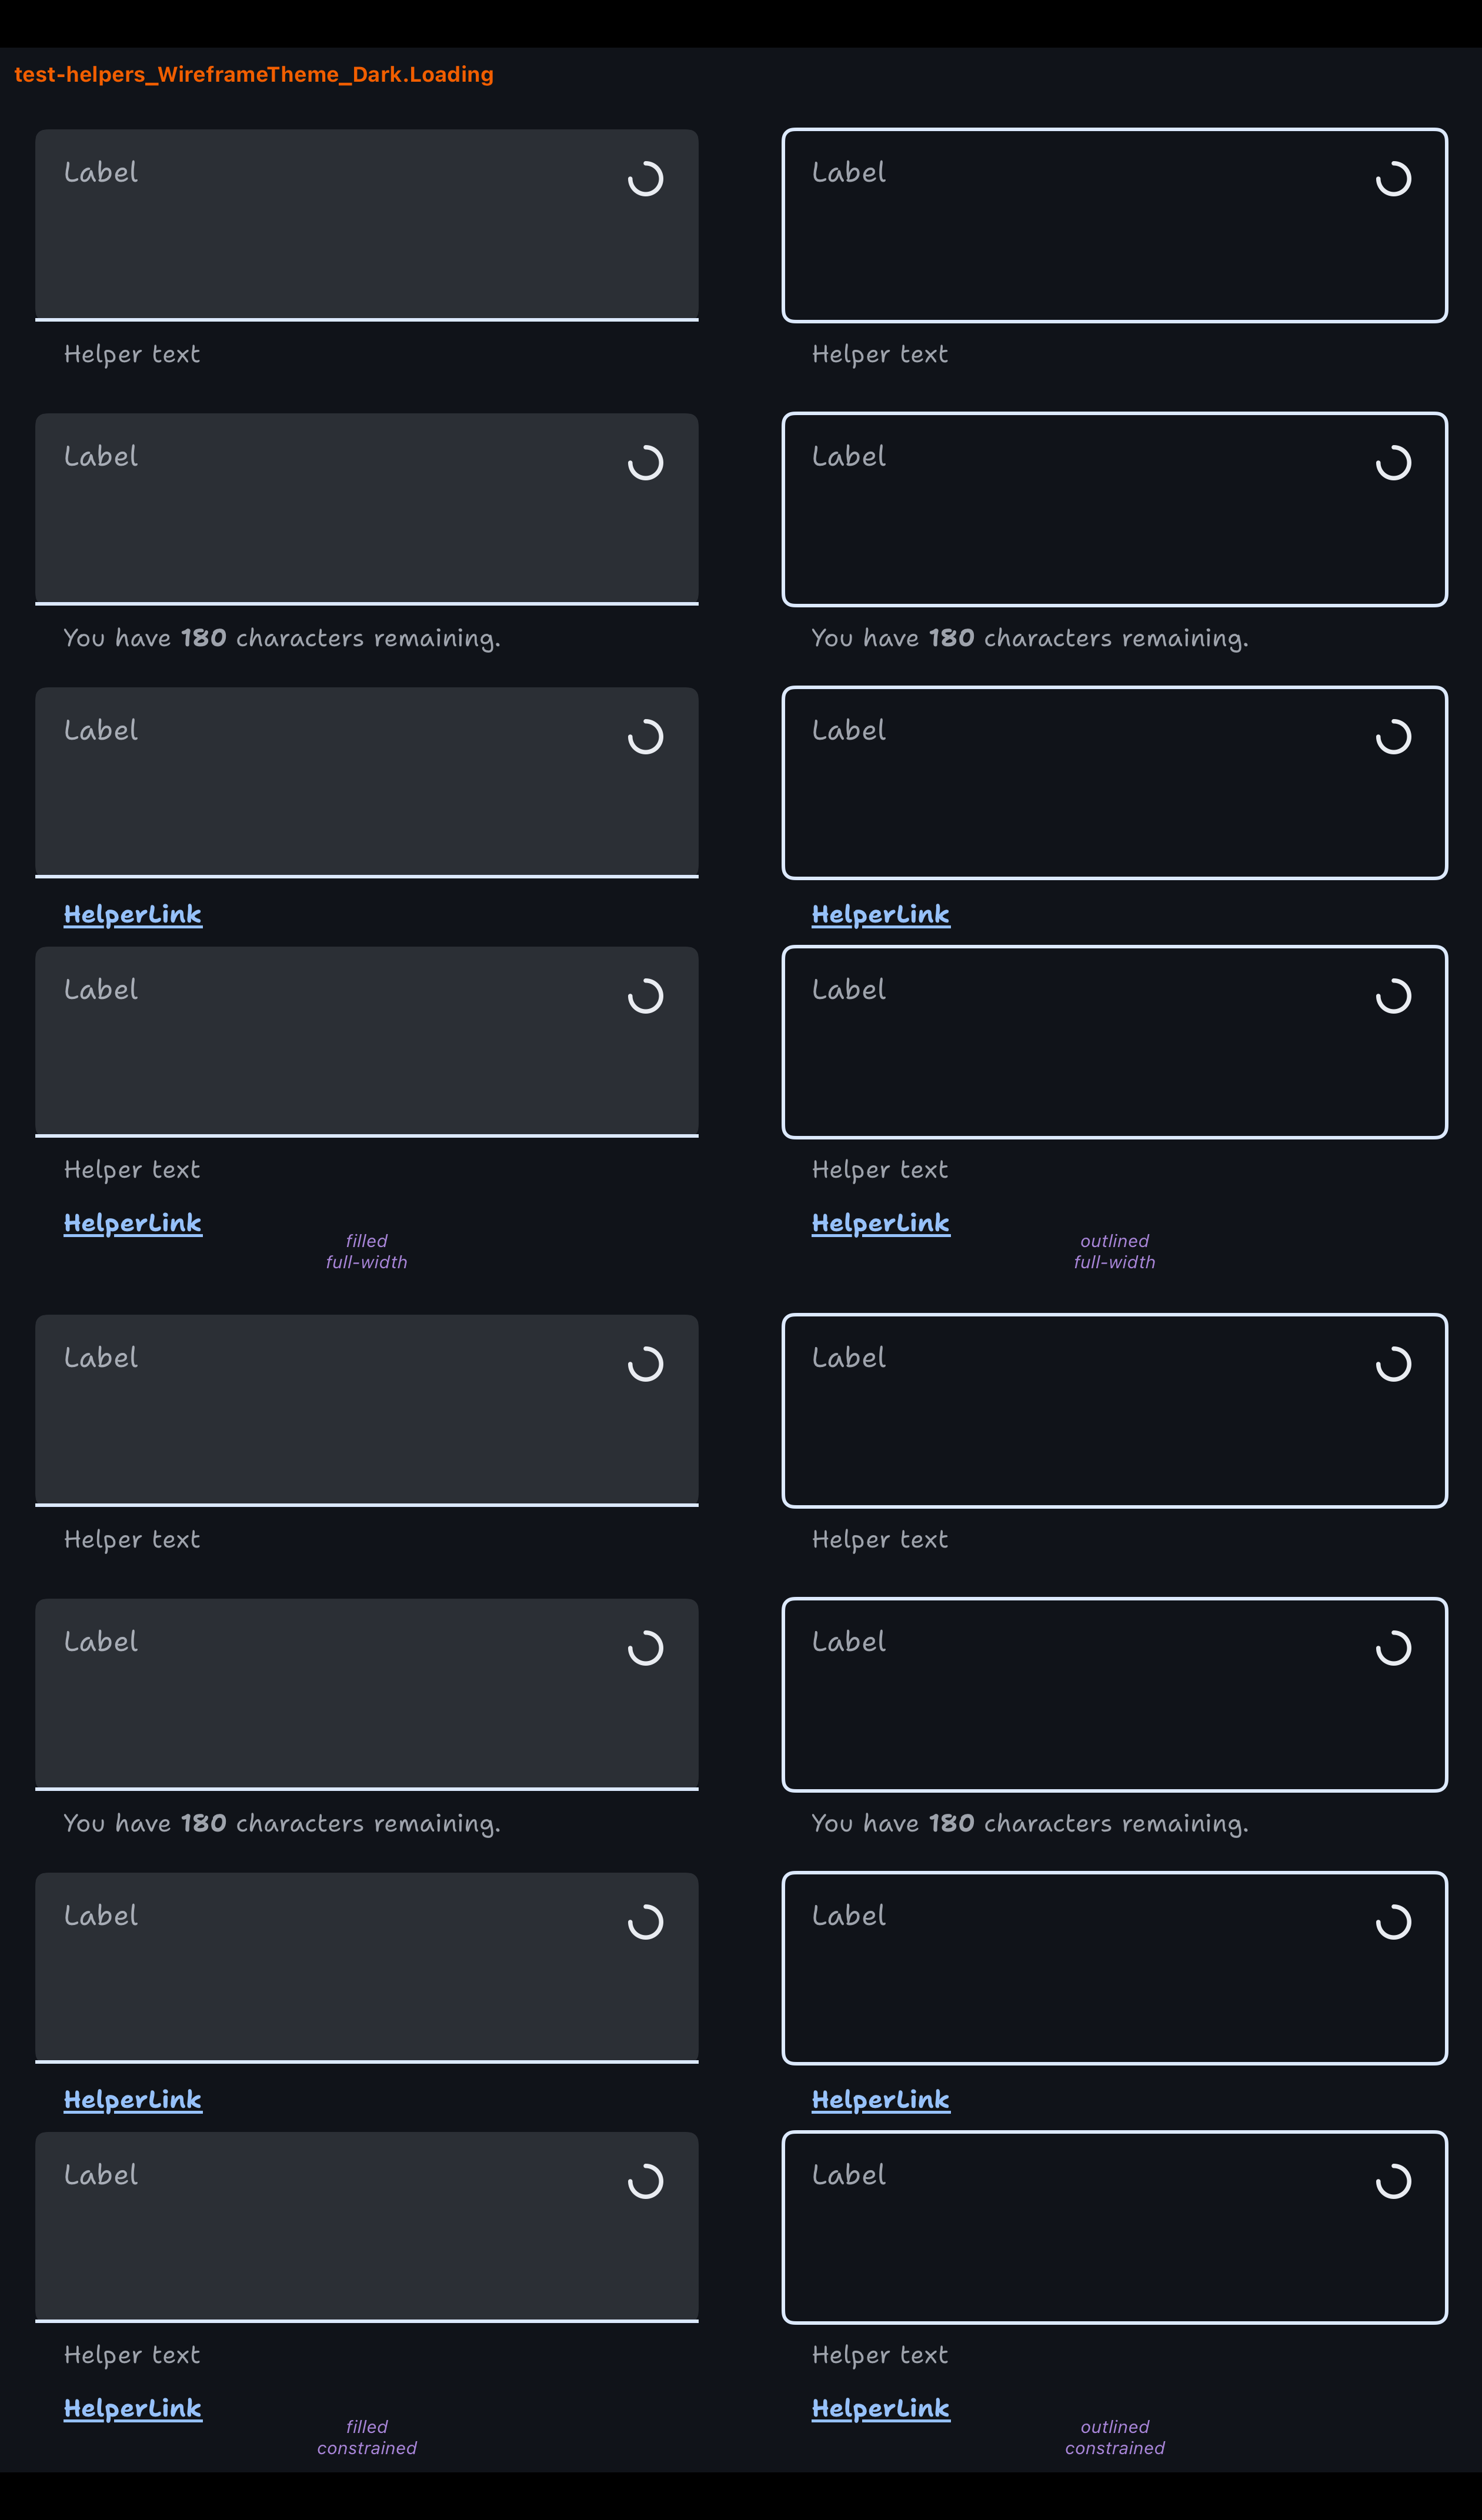 test-helpers_WireframeTheme_Dark.Loading
Label
Label
Helper text
Helper text
Label
Label
You have 180 characters remaining.
You have 180 characters remaining.
Label
Label
HelperLink
HelperLink
Label
Label
Helper text
Helper text
HelperLink
HelperLink
filled
full-width
outlined
full-width
Label
Label
Helper text
Helper text
Label
Label
You have 180 characters remaining.
You have 180 characters remaining.
Label
Label
HelperLink
HelperLink
Label
Label
Helper text
Helper text
HelperLink
HelperLink
filled
constrained
outlined
constrained